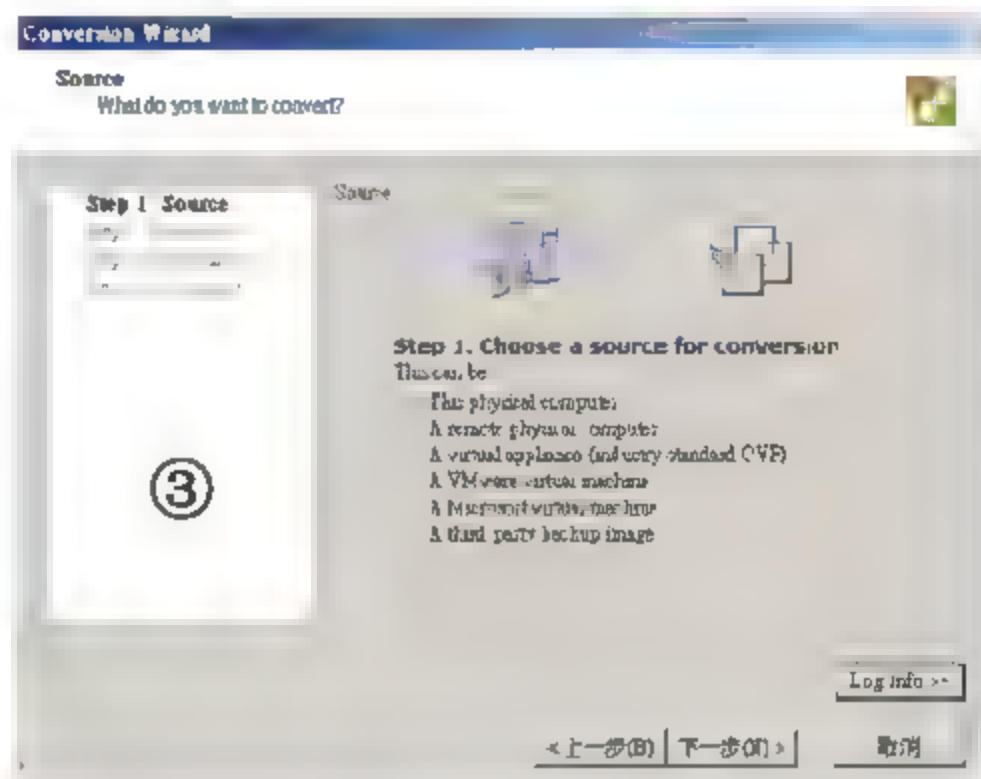 Conversion Wizard
Source
What do you want to convert?
Step 1 Source
Source
Step 1. Choose a source for conversion
This can be
This physical computer
A remote physical computer
A virtual appliance (industry standard OVF)
A VMware virtual machine
A Microsoft virtual machine
A third party backup image
③
Log info >>
< 上一步(B)
下一步(N) >
取消